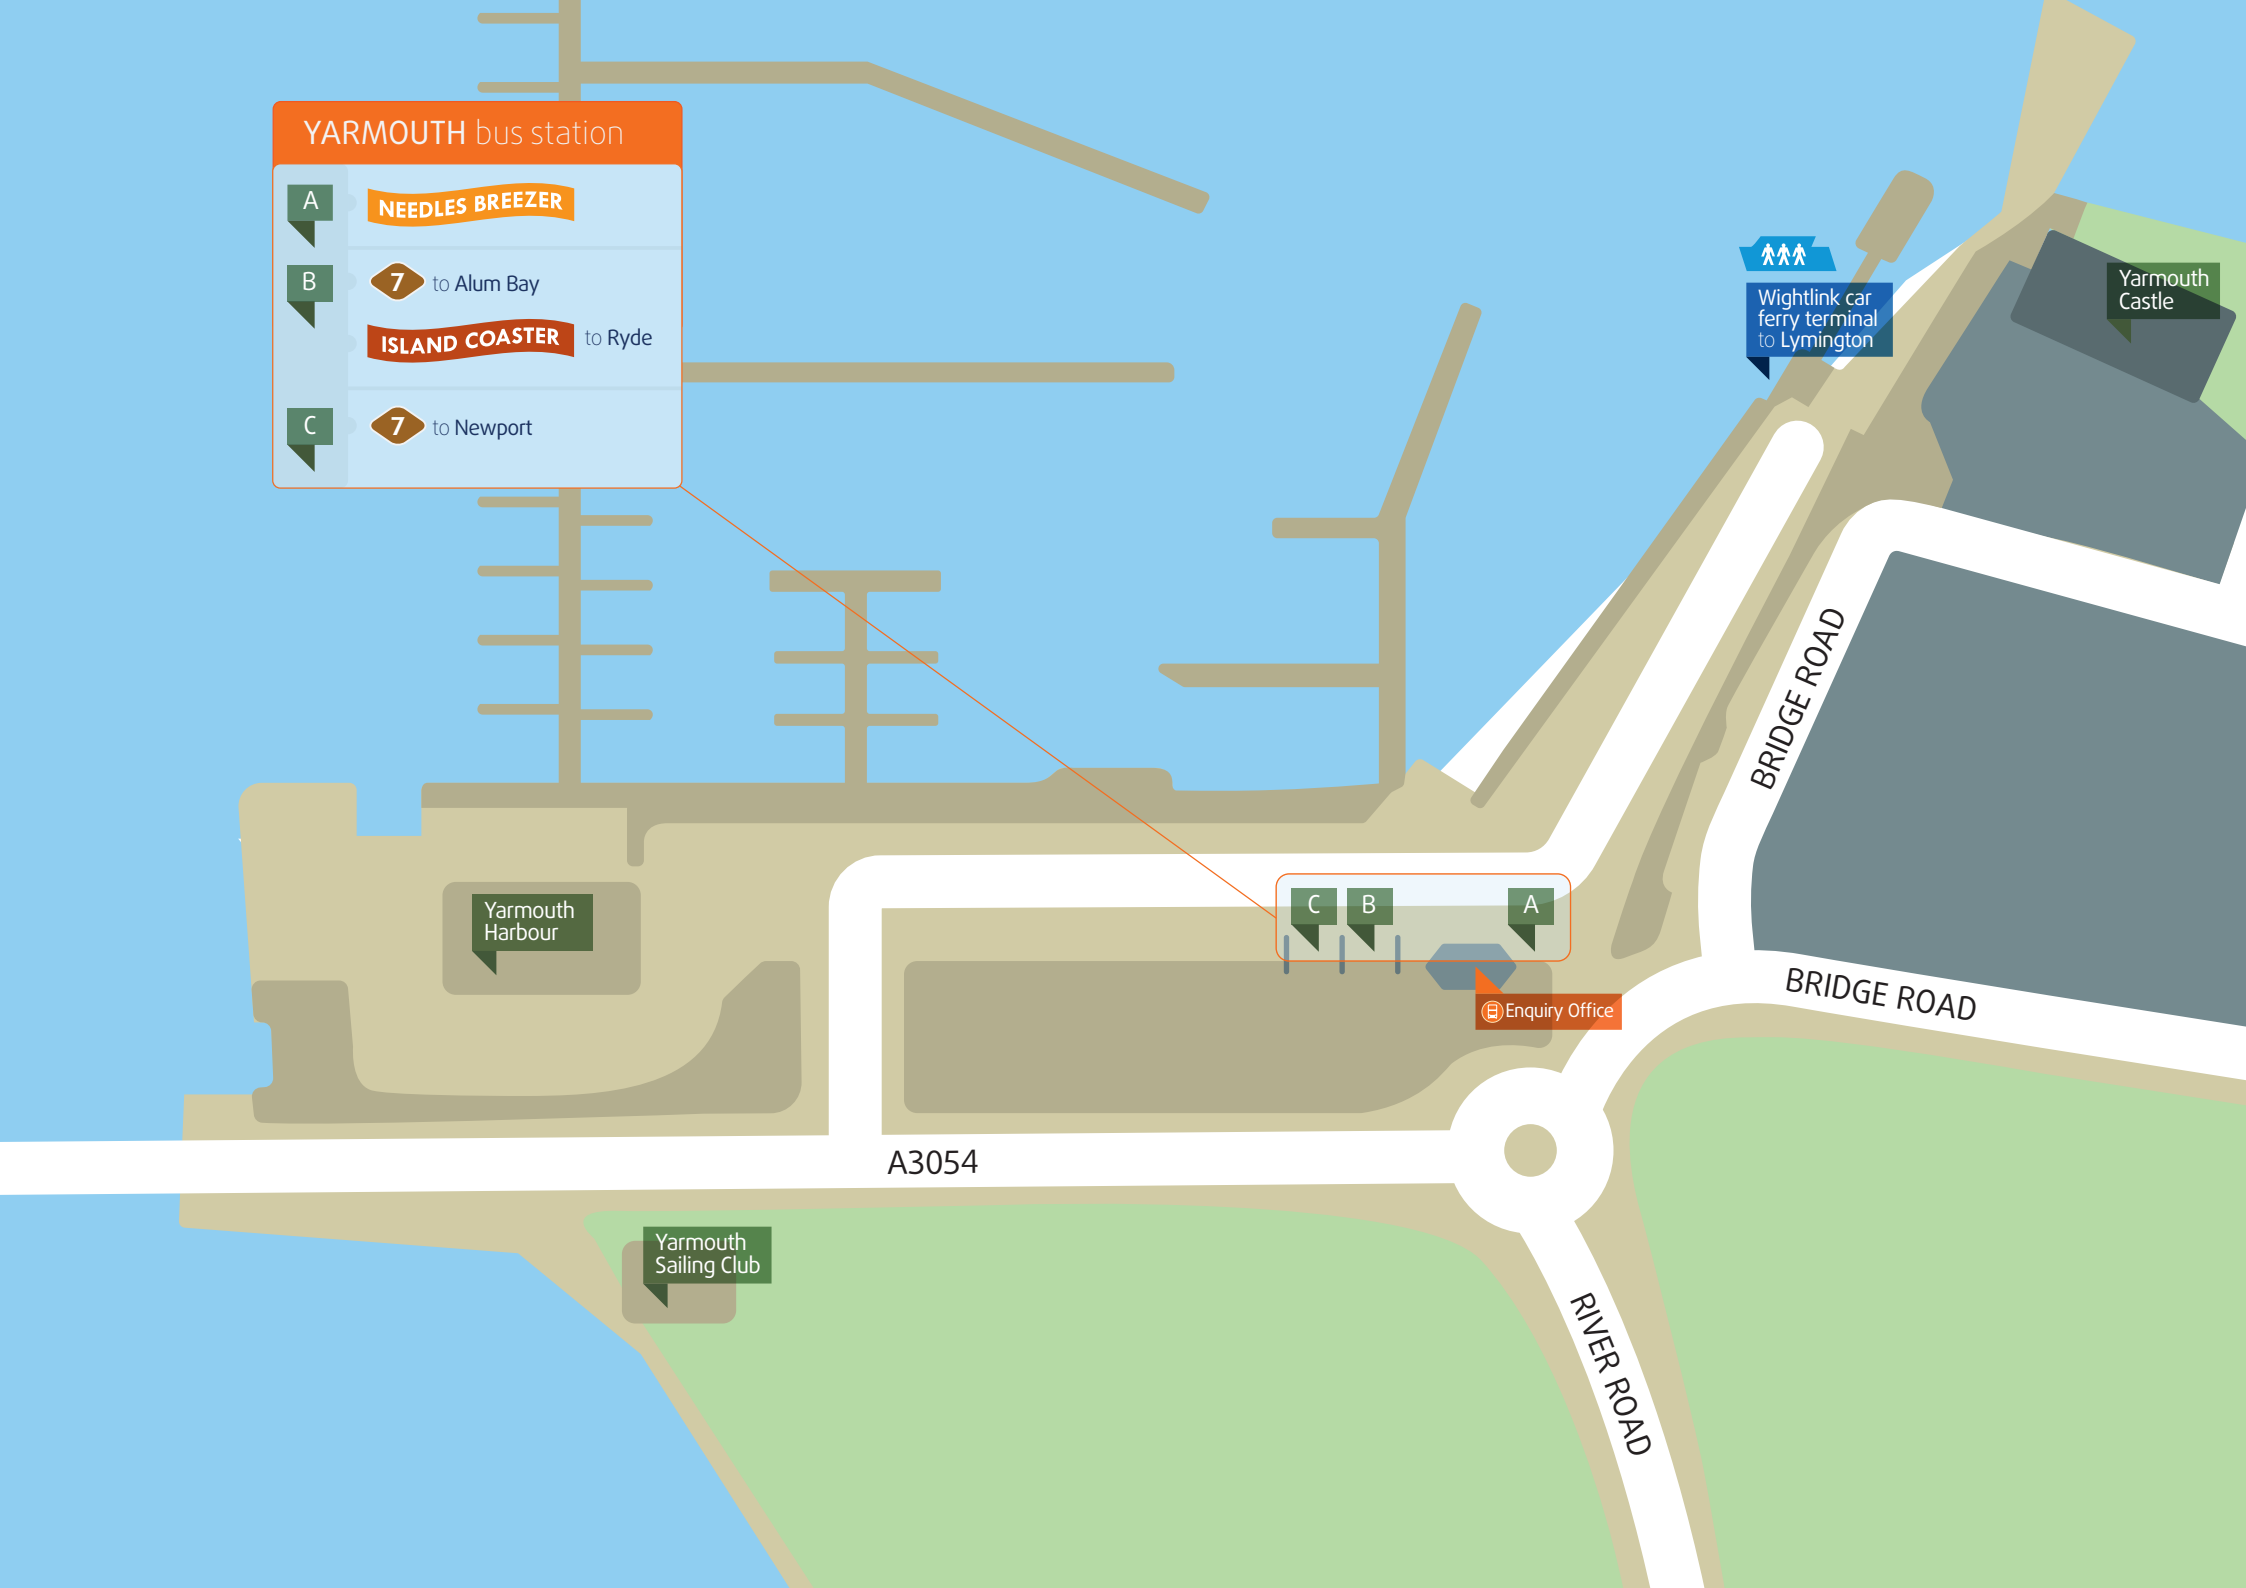 YARMOUTH bus station
A
NEEDLES BREEZER
B
7 to Alum Bay
ISLAND COASTER to Ryde
C
7 to Newport
Wightlink car
ferry terminal
to Lymington
Yarmouth
Castle
BRIDGE ROAD
C B A
Yarmouth
Harbour
Enquiry Office
BRIDGE ROAD
A3054
Yarmouth
Sailing Club
RIVER ROAD